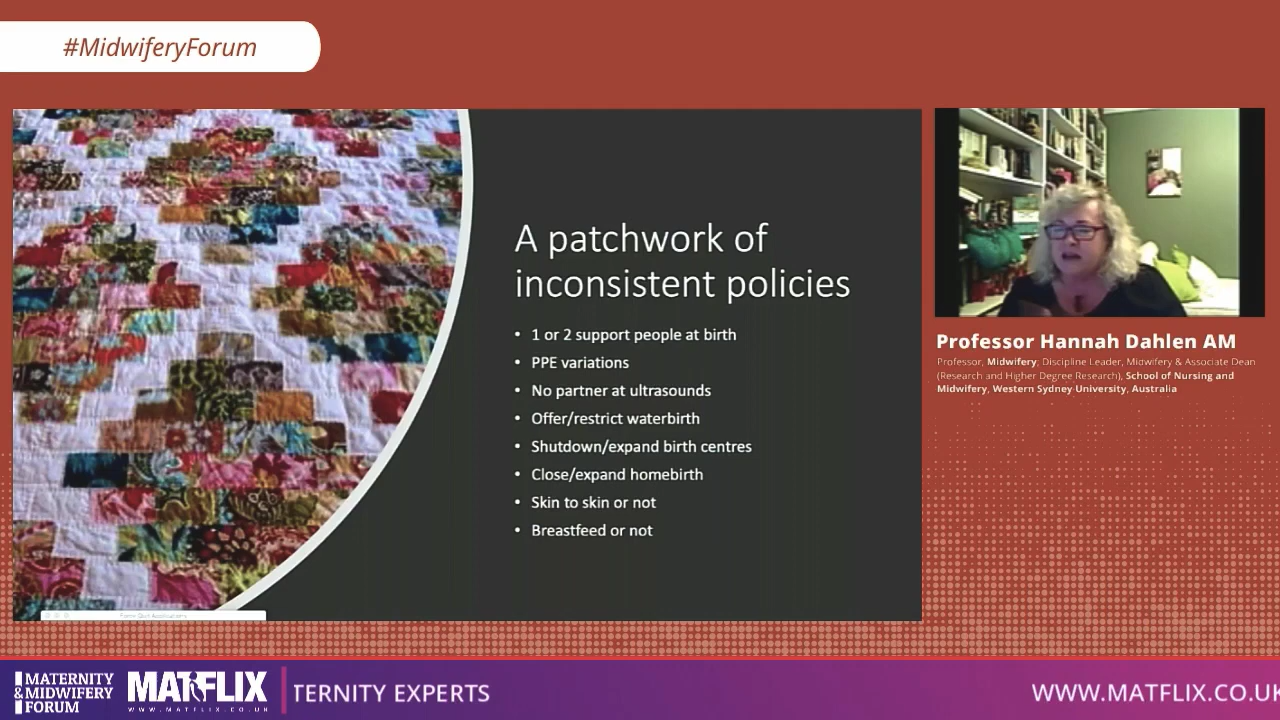 #MidwiferyForum
A patchwork of
inconsistent policies
• 1 or 2 support people at birth
• PPE variations
• No partner at ultrasounds
• Offer/restrict waterbirth
• Shutdown/expand birth centres
• Close/expand homebirth
• Skin to skin or not
• Breastfeed or not
Professor Hannah Dahlen AM
Professor, Midwifery; Discipline Leader, Midwifery & Associate Dean
(Research and Higher Degree Research), School of Nursing and
Midwifery, Western Sydney University, Australia
Force Quit Applications
MATERNITY
&MIDWIFERY
FORUM
MATFLIX
WWW.MATFLIX.CO.UK
TERNITY EXPERTS
WWW.MATFLIX.CO.UK